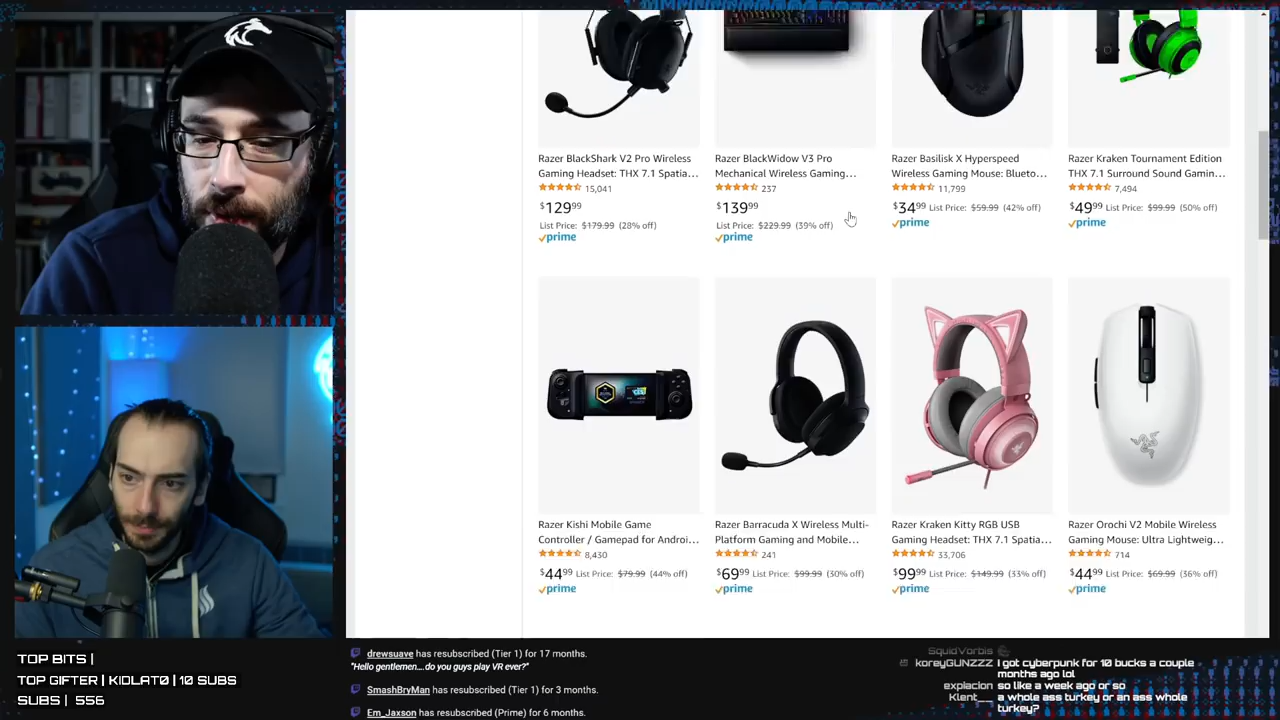 Razer BlackShark V2 Pro Wireless
Gaming Headset: THX 7.1 Spatia...
15,041
$129.99
List Price: $179.99 (28% off)
prime
Razer BlackWidow V3 Pro
Mechanical Wireless Gaming...
237
$139.99
List Price: $229.99 (39% off)
prime
Razer Basilisk X Hyperspeed
Wireless Gaming Mouse: Blueto...
11,799
$34.99 List Price: $59.99 (42% off)
prime
Razer Kraken Tournament Edition
THX 7.1 Surround Sound Gamin...
7,494
$49.99 List Price: $99.99 (50% off)
prime
Razer Kishi Mobile Game
Controller / Gamepad for Androi...
8,430
$44.99 List Price: $79.99 (44% off)
prime
Razer Barracuda X Wireless Multi-
Platform Gaming and Mobile...
241
$69.99 List Price: $99.99 (30% off)
prime
Razer Kraken Kitty RGB USB
Gaming Headset: THX 7.1 Spatia...
33,706
$99.99 List Price: $149.99 (33% off)
prime
Razer Orochi V2 Mobile Wireless
Gaming Mouse: Ultra Lightweig...
714
$44.99 List Price: $69.99 (36% off)
prime
TOP BITS |
TOP GIFTER | KIDLAT0 | 10 SUBS
SUBS | 556
drewsuave has resubscribed (Tier 1) for 17 months.
"Hello gentlemen....do you guys play VR ever?"
SmashBryMan has resubscribed (Tier 1) for 3 months.
Em_Jaxson has resubscribed (Prime) for 6 months.
SquidVorbis
koreyGUNZZZ I got cyberpunk for 10 bucks a couple
months ago lol
explacion so like a week ago or so
Klent__ a whole ass turkey or an ass whole
turkey?